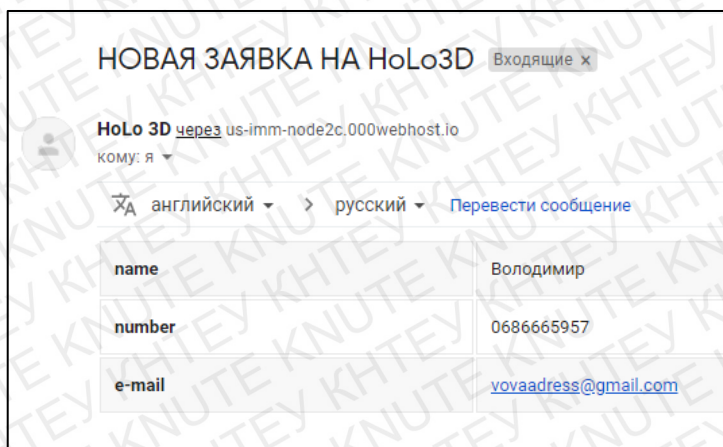 НОВАЯ ЗАЯВКА НА HoLo3D Входящие x
HoLo 3D через us-imm-node2c.000webhost.io
кому: я
английский > русский Перевести сообщение
name Володимир
number 0686665957
e-mail vovaadress@gmail.com